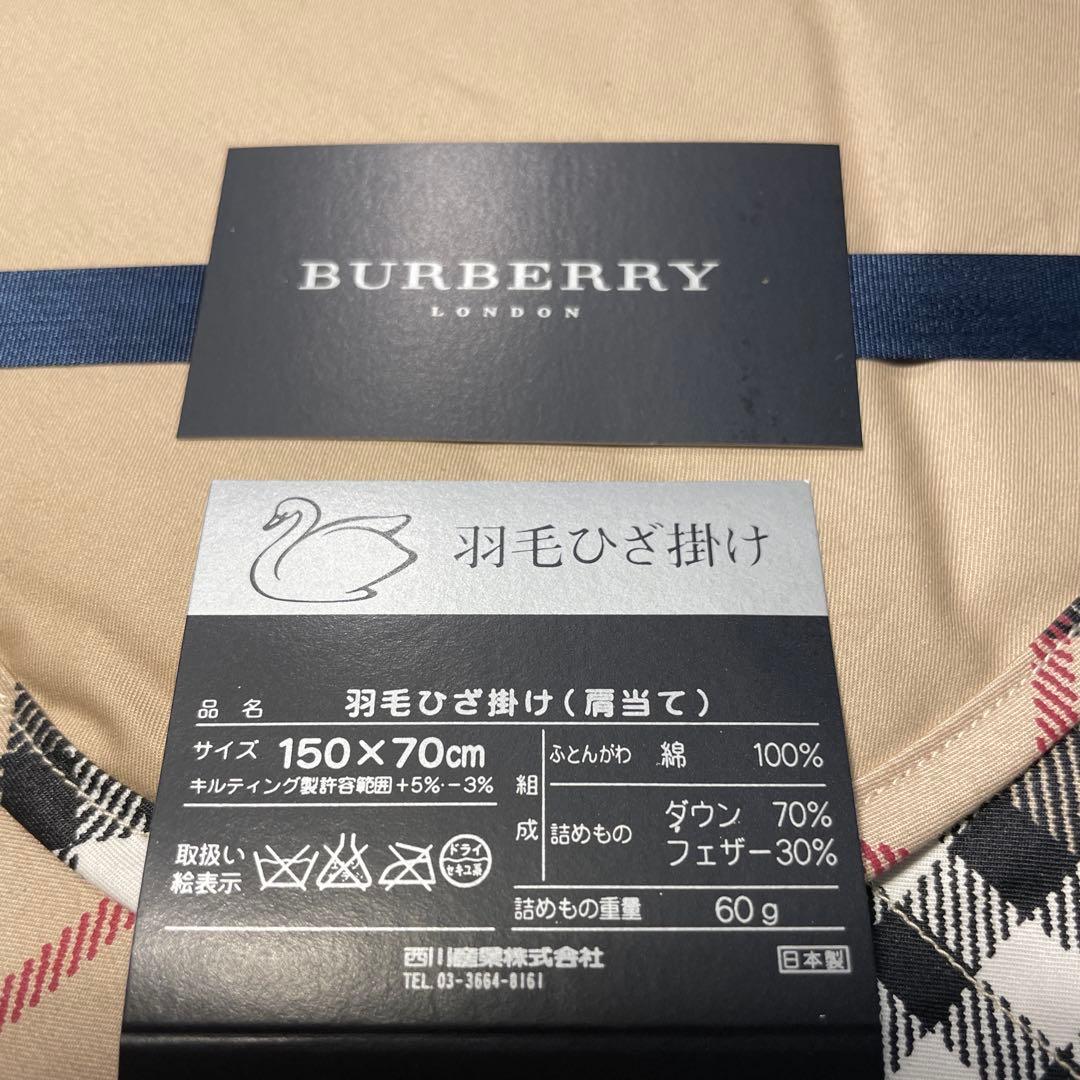 BURBERRY
LONDON
羽毛ひざ掛け
品名 羽毛ひざ掛け(肩当て)
サイズ 150×70cm
キルティング製許容範囲+5%・-3%
取扱い
絵表示
ドライ
セキユ系
組成
ふとんがわ 綿 100%
詰めもの ダウン 70%
フェザー30%
詰めもの重量 60g
西川産業株式会社
TEL. 03-3664-8161
日本製